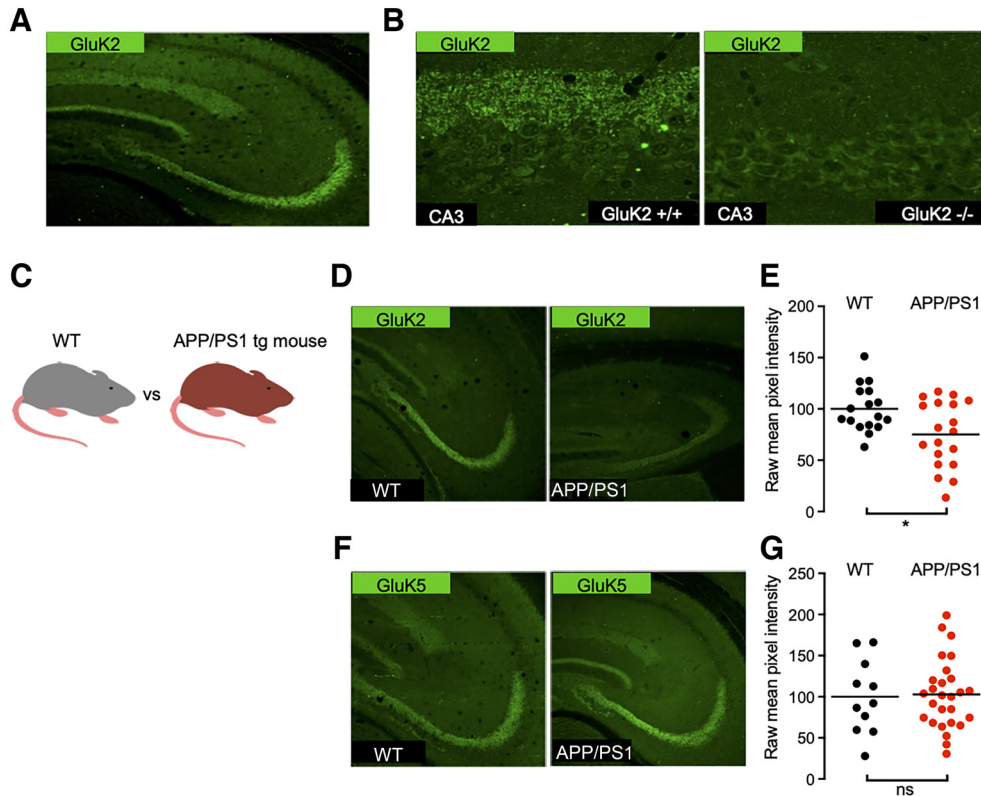 A
GluK2
B
GluK2
CA3
GluK2 +/+
GluK2
CA3
GluK2 -/-
C
WT
vs
APP/PS1 tg mouse
D
GluK2
WT
GluK2
APP/PS1
E
WT
APP/PS1
Raw mean pixel intensity
200
150
100
50
0
*
F
GluK5
WT
GluK5
APP/PS1
G
WT
APP/PS1
Raw mean pixel intensity
250
200
150
100
50
0
ns